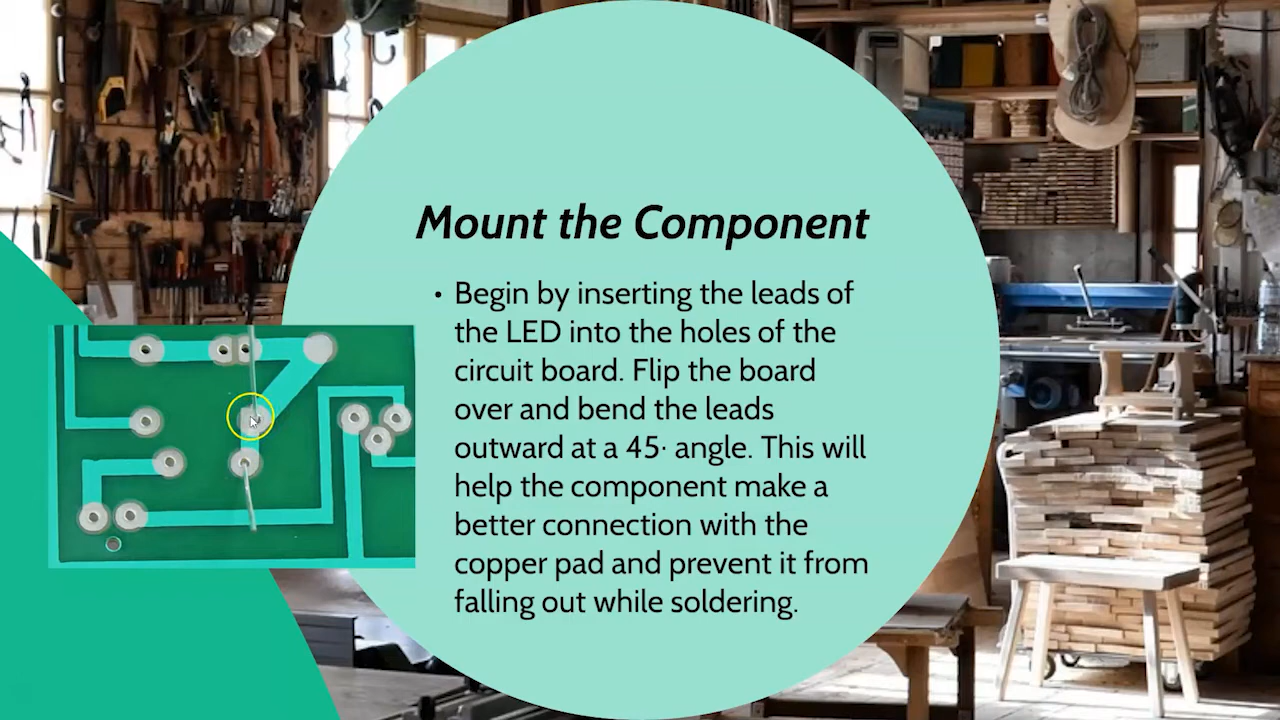 Mount the Component
• Begin by inserting the leads of
the LED into the holes of the
circuit board. Flip the board
over and bend the leads
outward at a 45· angle. This will
help the component make a
better connection with the
copper pad and prevent it from
falling out while soldering.